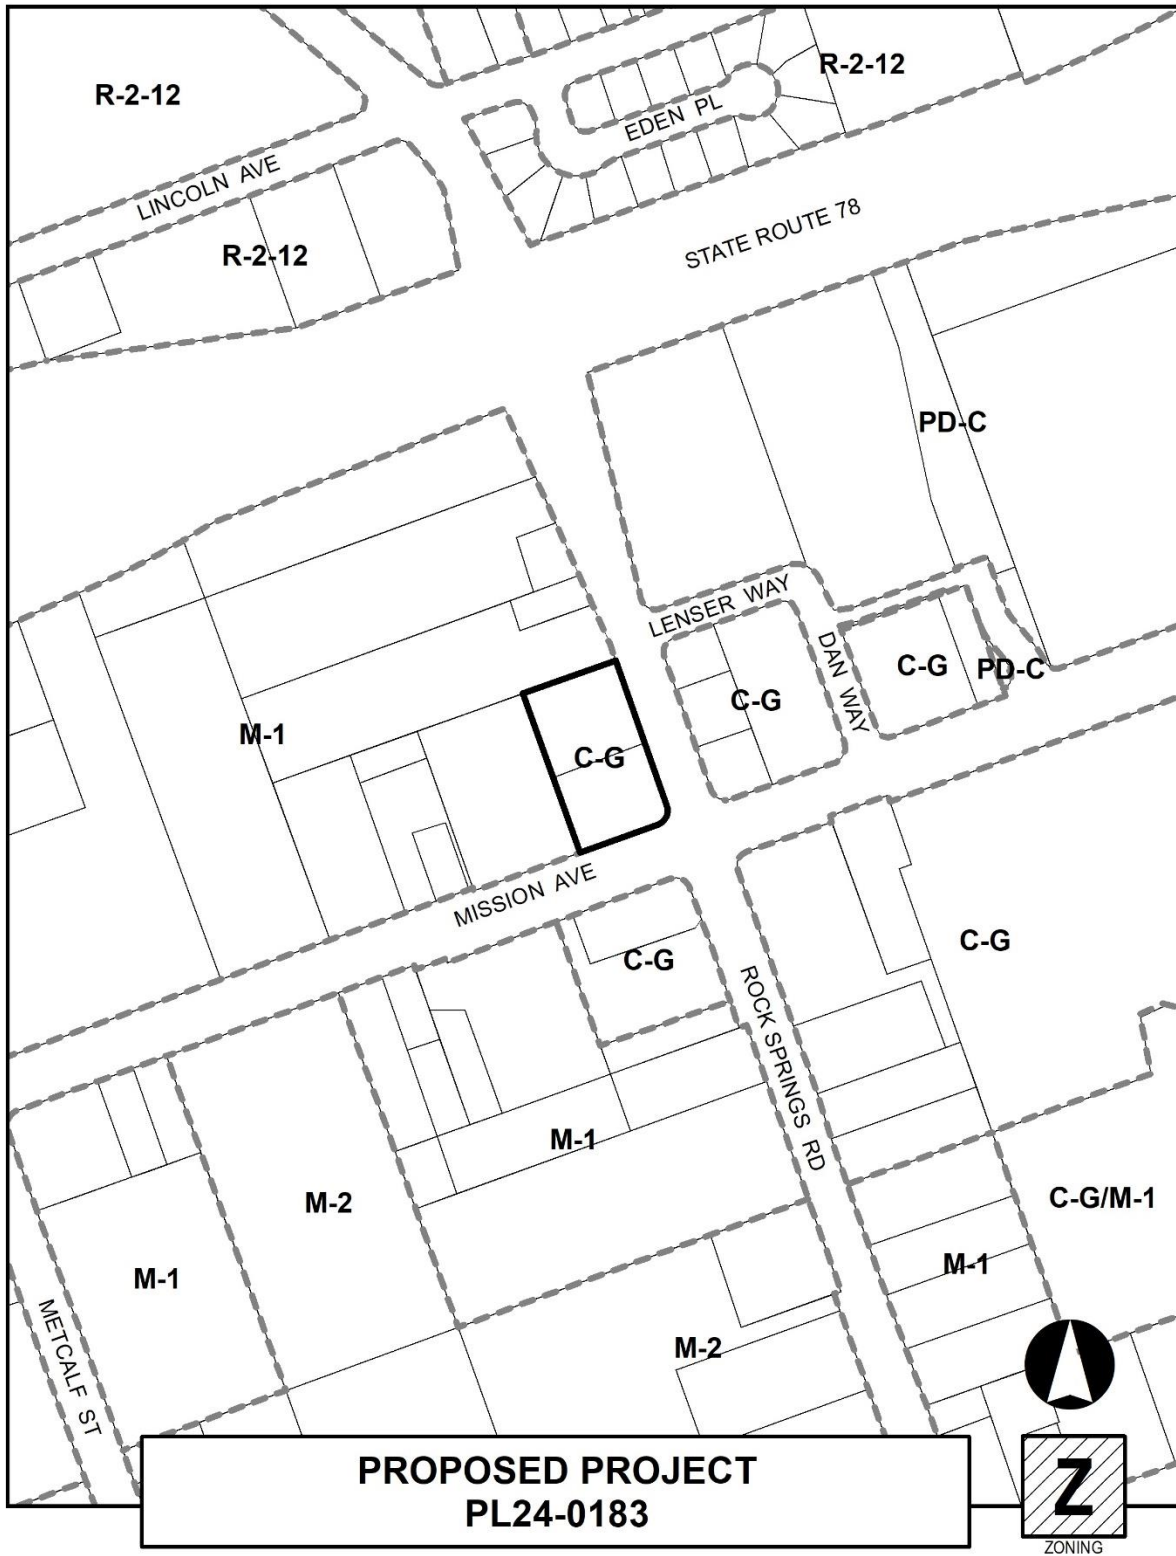 R-2-12
R-2-12
EDEN PL
LINCOLN AVE
STATE ROUTE 78
R-2-12
PD-C
LENSER WAY
DAN WAY
C-G
PD-C
C-G
M-1
C-G
MISSION AVE
C-G
C-G
ROCK SPRINGS RD
M-1
M-2
C-G/M-1
M-1
M-1
METCALF ST
M-2
PROPOSED PROJECT
PL24-0183
Z
ZONING